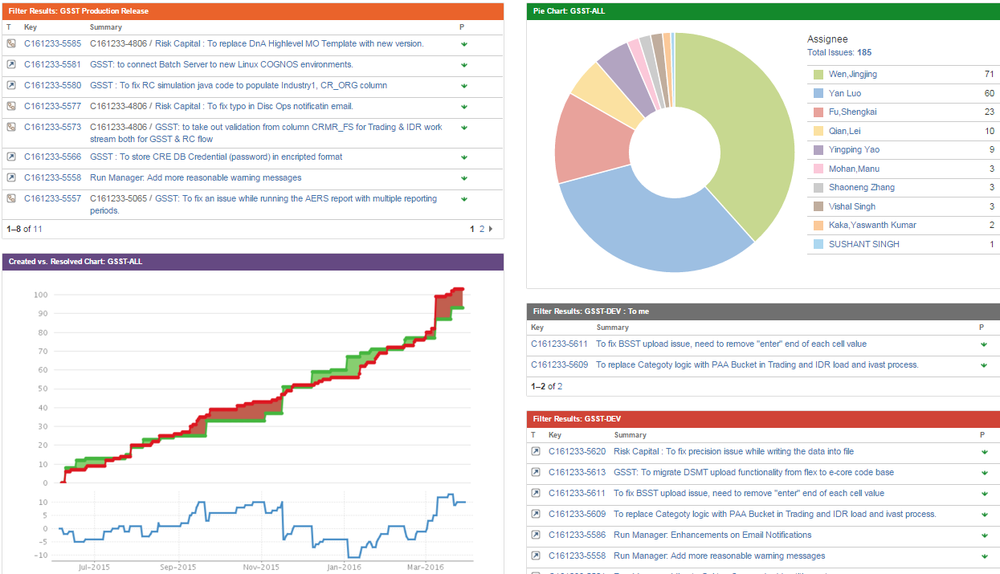 Filter Results: GSST Production Release
T Key Summary P
C161233-5585 C161233-4806 / Risk Capital : To replace DnA Highlevel MO Template with new version.
C161233-5581 GSST: to connect Batch Server to new Linux COGNOS environments.
C161233-5580 GSST : To fix RC simulation java code to populate Industry1, CR_ORG column
C161233-5577 C161233-4806 / Risk Capital : To fix typo in Disc Ops notificatin email.
C161233-5573 C161233-4806 / GSST: to take out validation from column CRMR_FS for Trading & IDR work
stream both for GSST & RC flow
C161233-5566 GSST : To store CRE DB Credential (password) in encripted format
C161233-5558 Run Manager: Add more reasonable warning messages
C161233-5557 C161233-5065 / GSST: To fix an issue while running the AERS report with multiple reporting
periods.
1–8 of 11 1 2
Created vs. Resolved Chart: GSST-ALL
100
90
80
70
60
50
40
30
20
10
0
10
5
0
-5
-10
Jul-2015 Sep-2015 Nov-2015 Jan-2016 Mar-2016
Pie Chart: GSST-ALL
Assignee
Total Issues: 185
Wen,Jingjing 71
Yan Luo 60
Fu,Shengkai 23
Qian,Lei 10
Yingping Yao 9
Mohan,Manu 3
Shaoneng Zhang 3
Vishal Singh 3
Kaka,Yaswanth Kumar 2
SUSHANT SINGH 1
Filter Results: GSST-DEV : To me
Key Summary P
C161233-5611 To fix BSST upload issue, need to remove "enter" end of each cell value
C161233-5609 To replace Categoty logic with PAA Bucket in Trading and IDR load and ivast process.
1–2 of 2
Filter Results: GSST-DEV
T Key Summary P
C161233-5620 Risk Capital : To fix precision issue while writing the data into file
C161233-5613 GSST: To migrate DSMT upload functionality from flex to e-core code base
C161233-5611 To fix BSST upload issue, need to remove "enter" end of each cell value
C161233-5609 To replace Categoty logic with PAA Bucket in Trading and IDR load and ivast process.
C161233-5586 Run Manager: Enhancements on Email Notifications
C161233-5558 Run Manager: Add more reasonable warning messages